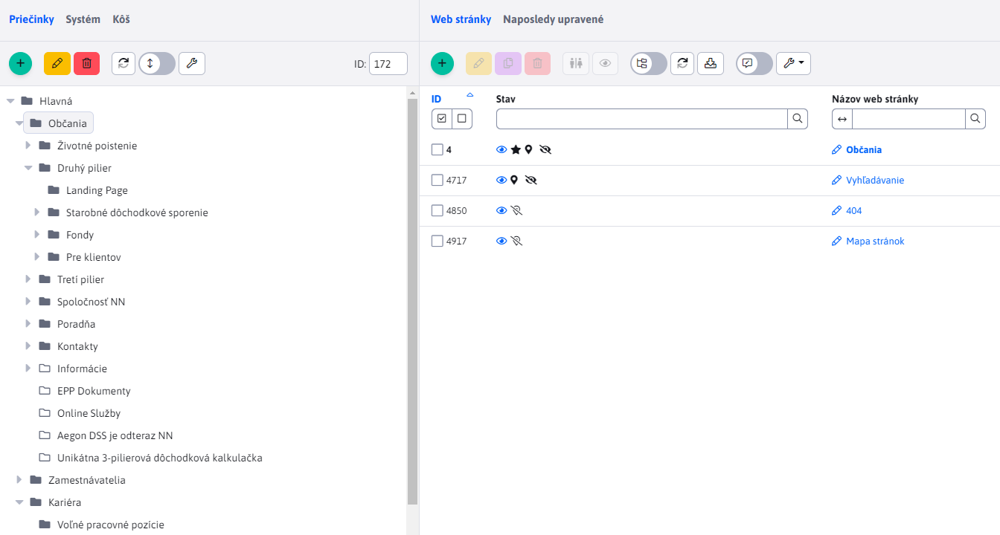 Priečinky Systém Kôš
ID: 172
Hlavná
Občania
Životné poistenie
Druhý pilier
Landing Page
Starobné dôchodkové sporenie
Fondy
Pre klientov
Tretí pilier
Spoločnosť NN
Poradňa
Kontakty
Informácie
EPP Dokumenty
Online Služby
Aegon DSS je odteraz NN
Unikátna 3-pilierová dôchodková kalkulačka
Zamestnávatelia
Kariéra
Voľné pracovné pozície
Web stránky Naposledy upravené
ID Stav Názov web stránky
4 Občania
4717 Vyhľadávanie
4850 404
4917 Mapa stránok